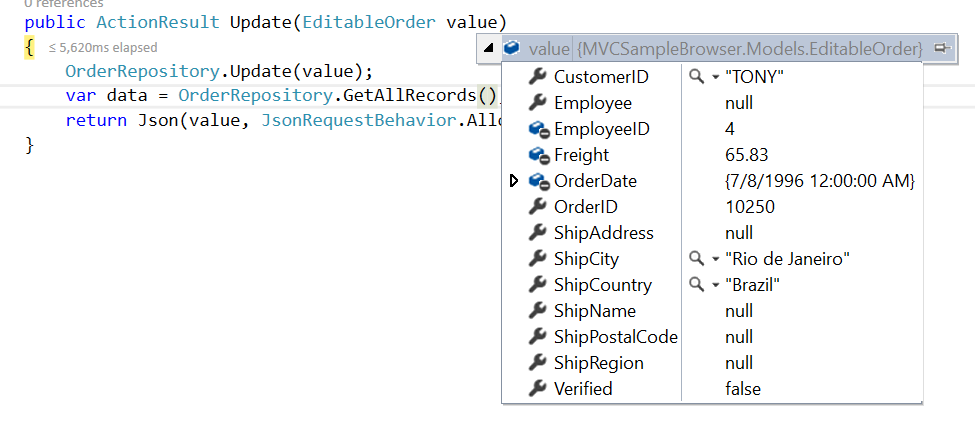 0 references
public ActionResult Update(EditableOrder value)
{ ≤ 5,620ms elapsed
OrderRepository.Update(value);
var data = OrderRepository.GetAllRecords()
return Json(value, JsonRequestBehavior.
}
value {MVCSampleBrowser.Models.EditableOrder}
CustomerID "TONY"
Employee null
EmployeeID 4
Freight 65.83
OrderDate {7/8/1996 12:00:00 AM}
OrderID 10250
ShipAddress null
ShipCity "Rio de Janeiro"
ShipCountry "Brazil"
ShipName null
ShipPostalCode null
ShipRegion null
Verified false